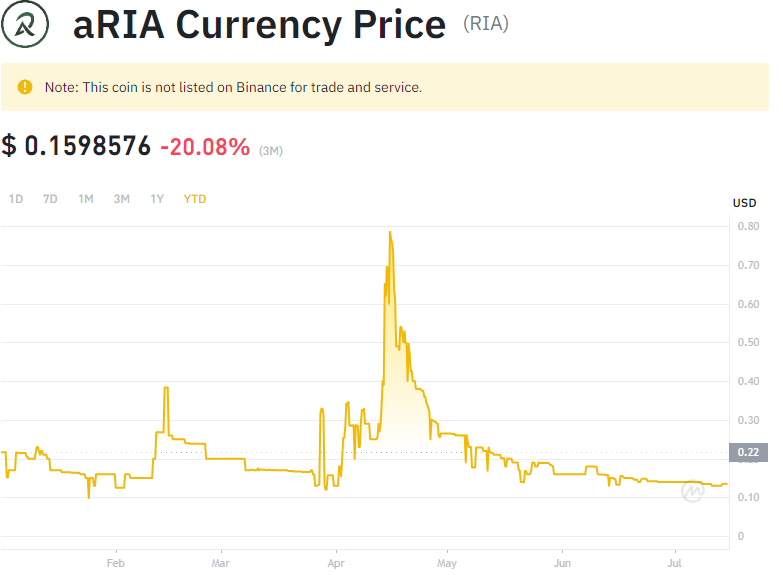 aRIA Currency Price (RIA)
Note: This coin is not listed on Binance for trade and service.
$ 0.1598576 -20.08% (3M)
1D 7D 1M 3M 1Y YTD
USD
0.80
0.70
0.60
0.50
0.40
0.30
0.22
0.10
0
Feb Mar Apr May Jun Jul